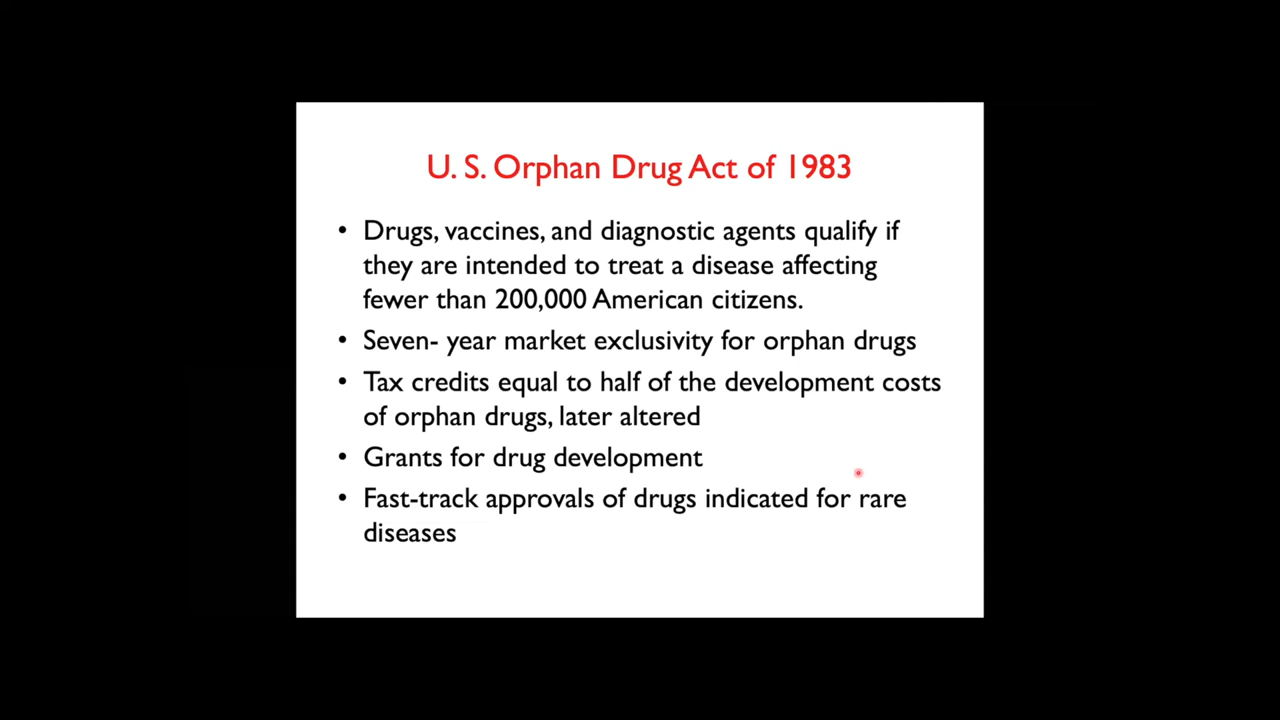 U. S. Orphan Drug Act of 1983
• Drugs, vaccines, and diagnostic agents qualify if
they are intended to treat a disease affecting
fewer than 200,000 American citizens.
• Seven- year market exclusivity for orphan drugs
• Tax credits equal to half of the development costs
of orphan drugs, later altered
• Grants for drug development
• Fast-track approvals of drugs indicated for rare
diseases